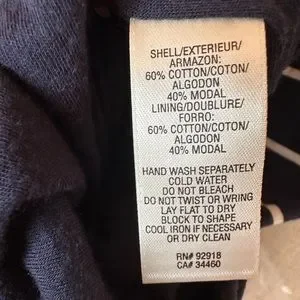 SHELL/EXTERIEUR/
ARMAZON:
60% COTTON/COTON/
ALGODON
40% MODAL
LINING/DOUBLURE/
FORRO:
60% COTTON/COTON/
ALGODON
40% MODAL
HAND WASH SEPARATELY
COLD WATER
DO NOT BLEACH
DO NOT TWIST OR WRING
LAY FLAT TO DRY
BLOCK TO SHAPE
COOL IRON IF NECESSARY
OR DRY CLEAN
RN# 92918
CA# 34460